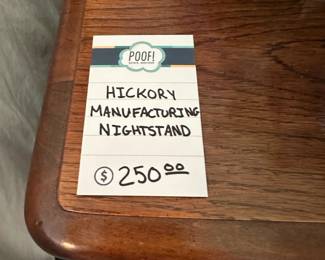 POOF!
HICKORY
MANUFACTURING
NIGHTSTAND
$ 250.00